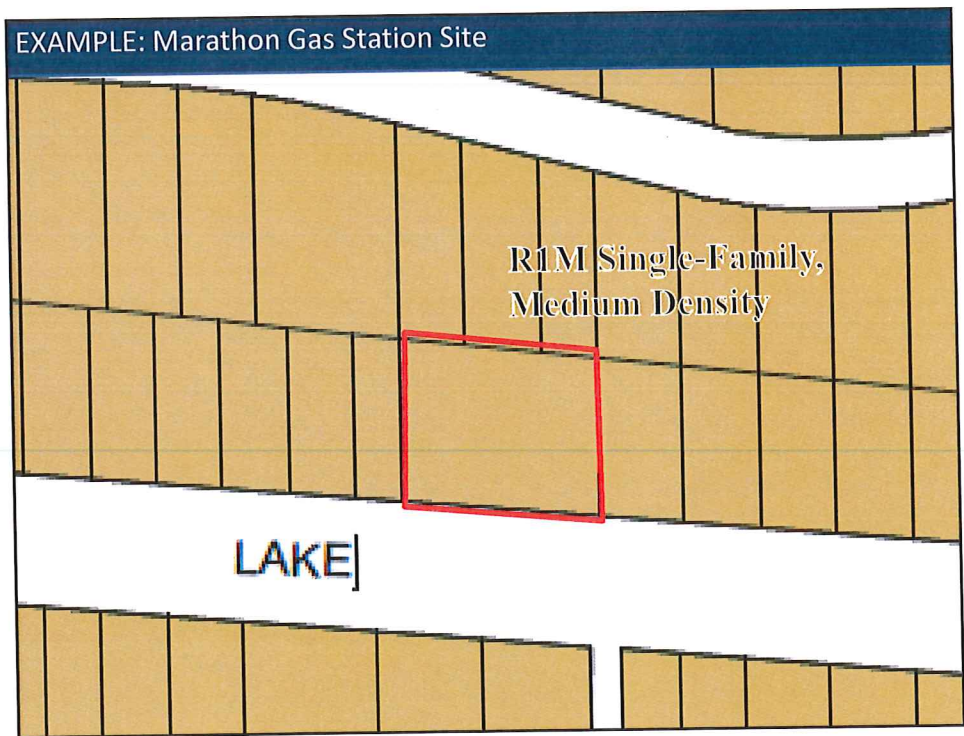 EXAMPLE: Marathon Gas Station Site
R1M Single-Family,
Medium Density
LAKE